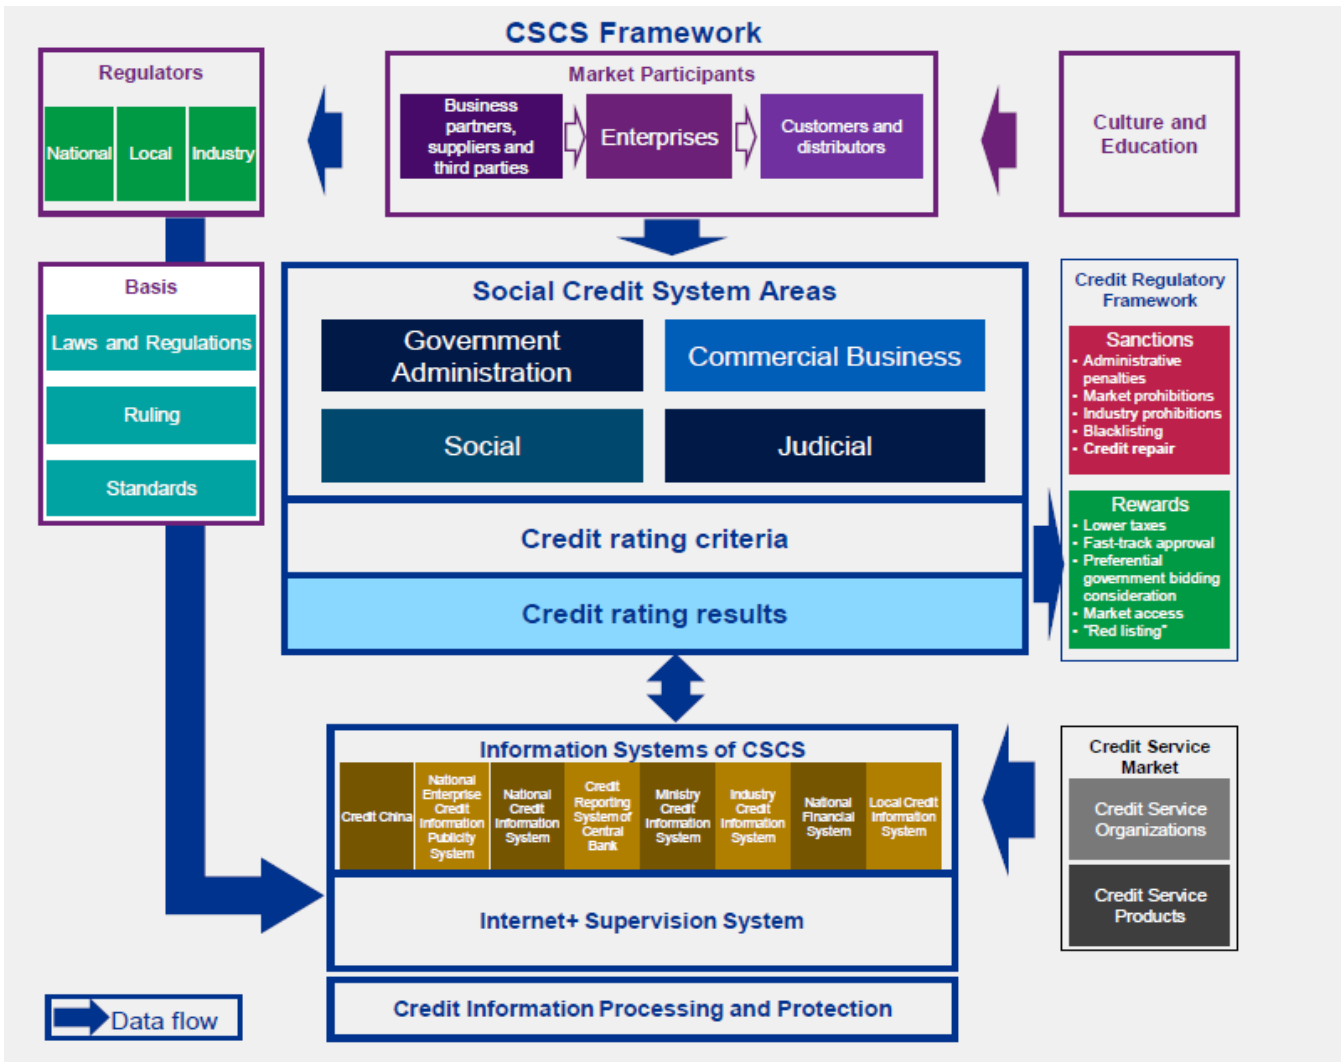 CSCS Framework
Regulators
National
Local
Industry
Market Participants
Business
partners,
suppliers and
third parties
Enterprises
Customers and
distributors
Culture and
Education
Basis
Laws and Regulations
Ruling
Standards
Social Credit System Areas
Government
Administration
Commercial Business
Social
Judicial
Credit rating criteria
Credit rating results
Credit Regulatory
Framework
Sanctions
• Administrative
penalties
• Market prohibitions
• Industry prohibitions
• Blacklisting
• Credit repair
Rewards
• Lower taxes
• Fast-track approval
• Preferential
government bidding
consideration
• Market access
• "Red listing"
Information Systems of CSCS
Credit China
National
Enterprise
Credit
Information
Publicity
System
National
Credit
Information
System
Credit
Reporting
System of
Central
Bank
Ministry
Credit
Information
System
Industry
Credit
Information
System
National
Financial
System
Local Credit
Information
System
Internet+ Supervision System
Credit Information Processing and Protection
Credit Service
Market
Credit Service
Organizations
Credit Service
Products
Data flow